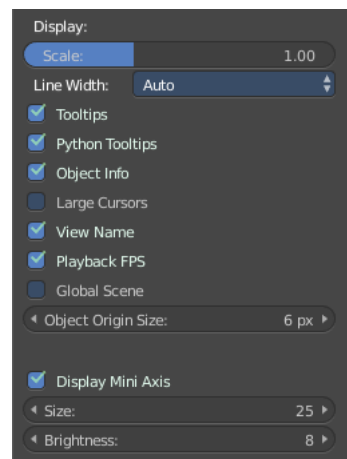 Display:
Scale: 1.00
Line Width: Auto
Tooltips
Python Tooltips
Object Info
Large Cursors
View Name
Playback FPS
Global Scene
Object Origin Size: 6 px
Display Mini Axis
Size: 25
Brightness: 8